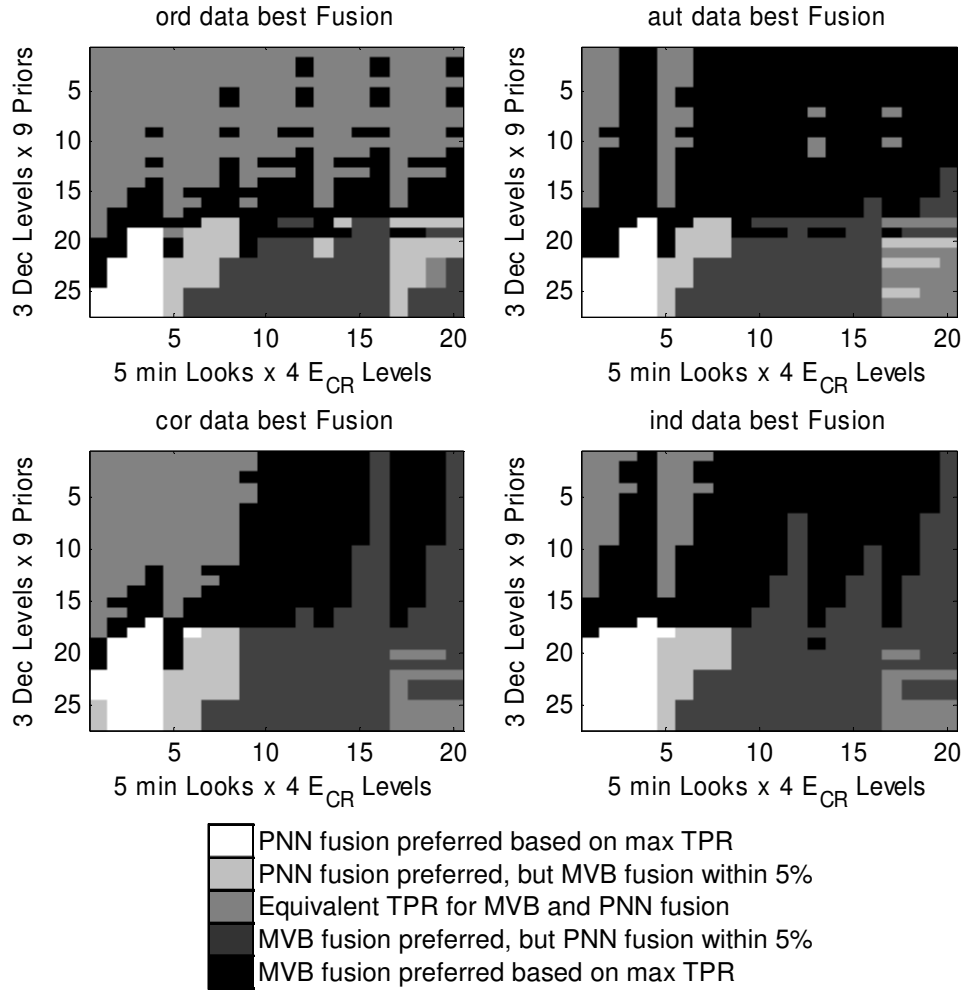 ord data best Fusion
3 Dec Levels x 9 Priors
5
10
15
20
25
5 10 15 20
5 min Looks x 4 E_CR Levels
aut data best Fusion
3 Dec Levels x 9 Priors
5
10
15
20
25
5 10 15 20
5 min Looks x 4 E_CR Levels
cor data best Fusion
3 Dec Levels x 9 Priors
5
10
15
20
25
5 10 15 20
5 min Looks x 4 E_CR Levels
ind data best Fusion
3 Dec Levels x 9 Priors
5
10
15
20
25
5 10 15 20
5 min Looks x 4 E_CR Levels
PNN fusion preferred based on max TPR
PNN fusion preferred, but MVB fusion within 5%
Equivalent TPR for MVB and PNN fusion
MVB fusion preferred, but PNN fusion within 5%
MVB fusion preferred based on max TPR